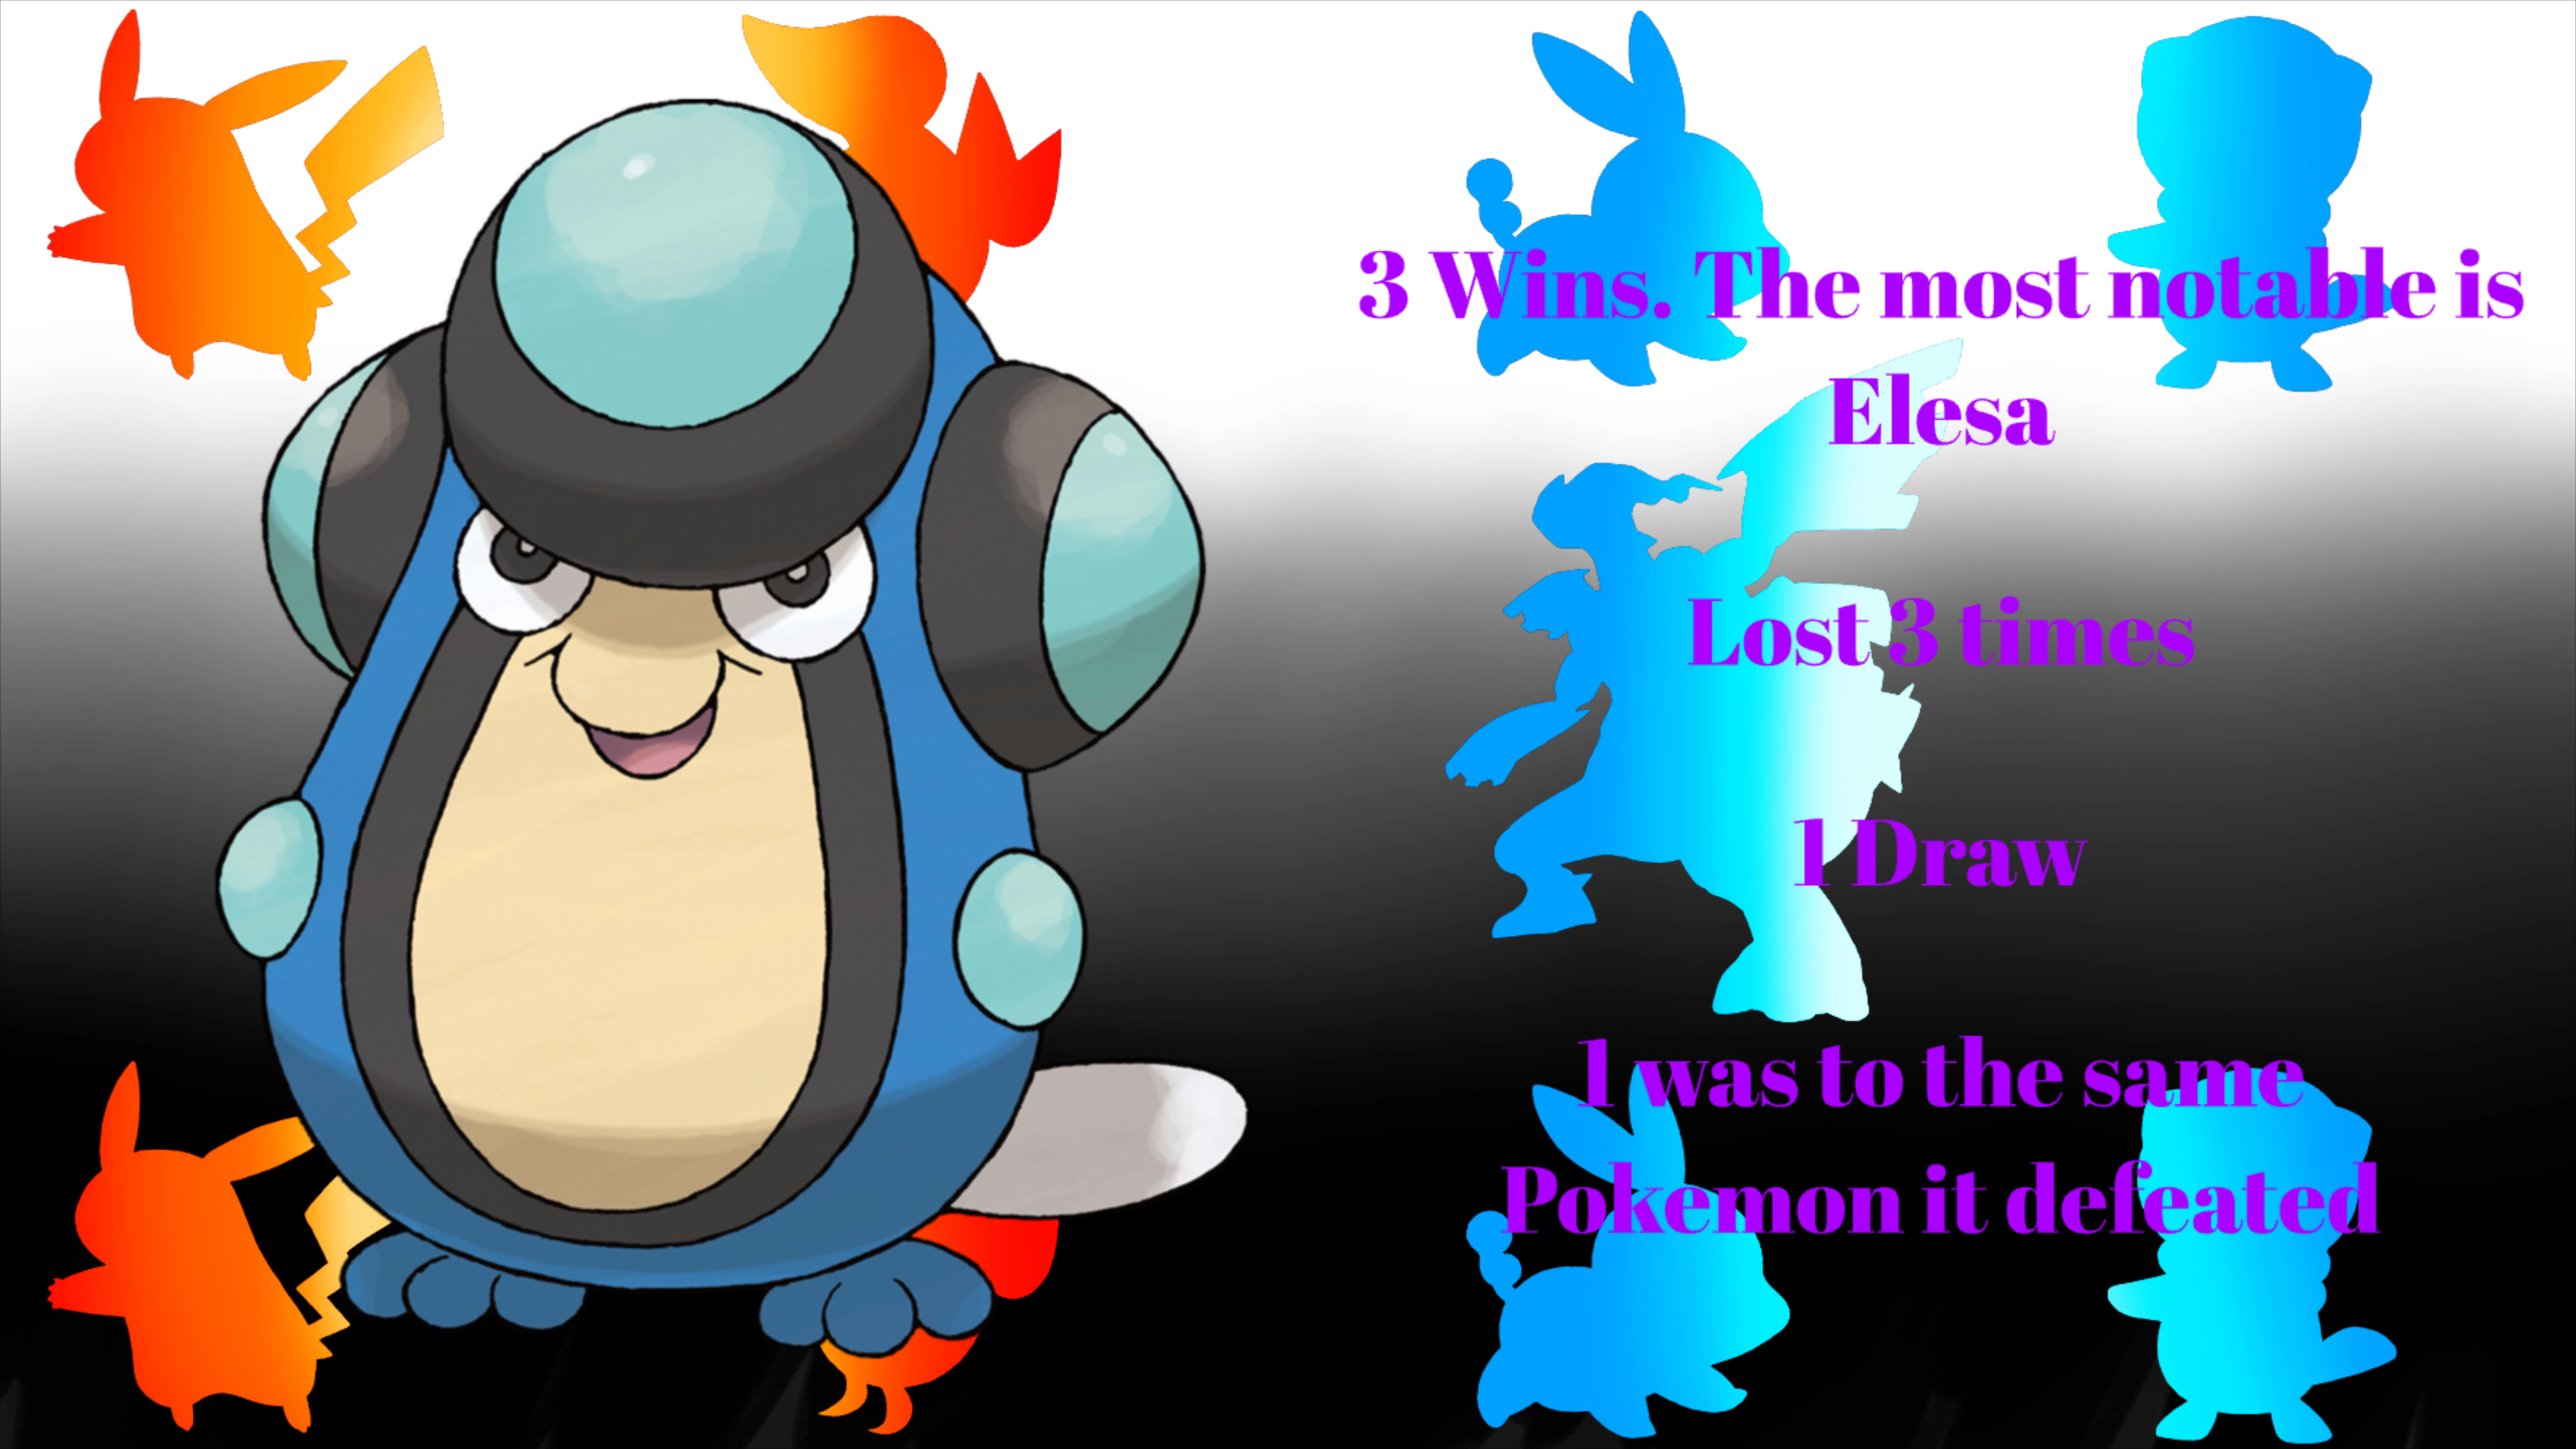 3 Wins. The most notable is
Elesa
Lost 3 times
1 Draw
1 was to the same
Pokemon it defeated